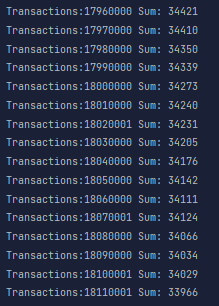 Transactions:17960000 Sum: 34421
Transactions:17970000 Sum: 34410
Transactions:17980000 Sum: 34350
Transactions:17990000 Sum: 34339
Transactions:18000000 Sum: 34273
Transactions:18010000 Sum: 34240
Transactions:18020001 Sum: 34231
Transactions:18030000 Sum: 34205
Transactions:18040000 Sum: 34176
Transactions:18050000 Sum: 34142
Transactions:18060000 Sum: 34111
Transactions:18070001 Sum: 34124
Transactions:18080000 Sum: 34066
Transactions:18090000 Sum: 34034
Transactions:18100001 Sum: 34029
Transactions:18110001 Sum: 33966